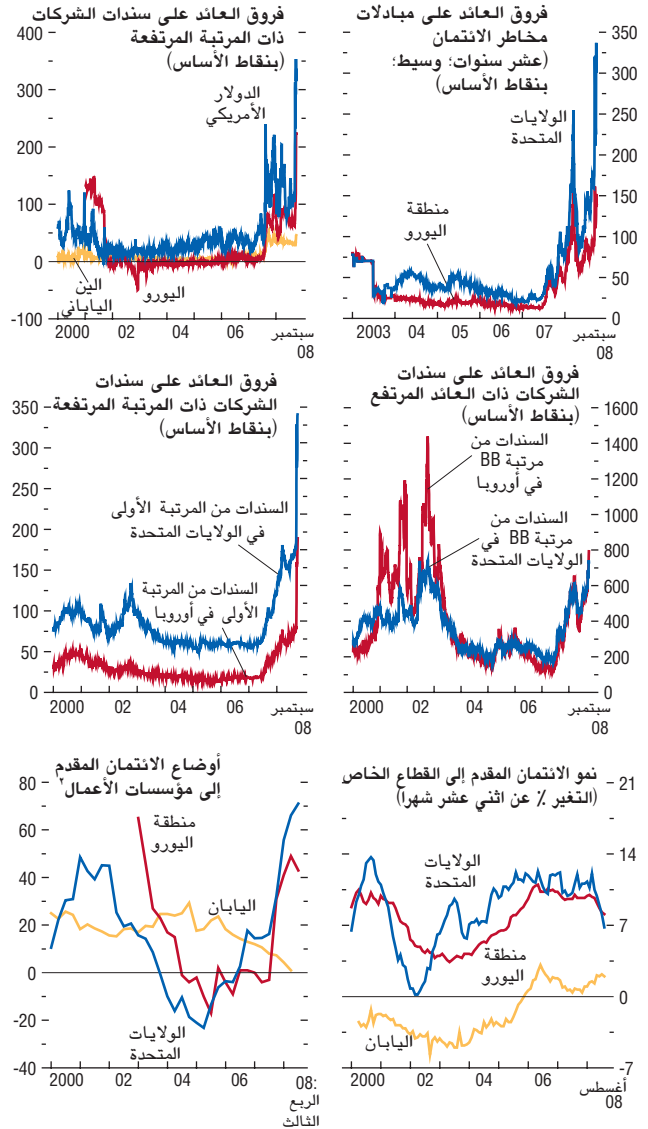 فروق العائد على سندات الشركات
ذات المرتبة المرتفعة
(بنقاط الأساس)
400
300
200
100
0
-100
الدولار
الأمريكي
الين
الياباني
اليورو
2000 02 04 06 سبتمبر
08
فروق العائد على مبادلات
مخاطر الائتمان
(عشر سنوات؛ وسيط؛
بنقاط الأساس)
350
300
250
200
150
100
50
0
الولايات
المتحدة
منطقة
اليورو
2003 04 05 06 07 سبتمبر
08
فروق العائد على سندات
الشركات ذات المرتبة المرتفعة
(بنقاط الأساس)
350
300
250
200
150
100
50
0
السندات من المرتبة الأولى
في الولايات المتحدة
السندات من المرتبة
الأولى في أوروبا
2000 02 04 06 سبتمبر
08
فروق العائد على سندات
الشركات ذات العائد المرتفع
(بنقاط الأساس)
1600
1400
1200
1000
800
600
400
200
0
السندات من
مرتبة BB
في أوروبا
السندات من
مرتبة BB في
الولايات المتحدة
2000 02 04 06 سبتمبر
08
أوضاع الائتمان المقدم
إلى مؤسسات الأعمال٢
80
60
40
20
0
-20
-40
منطقة
اليورو
اليابان
الولايات
المتحدة
2000 02 04 06 08:
الربع
الثالث
نمو الائتمان المقدم إلى القطاع الخاص
(التغير ٪ عن اثني عشر شهرا)
21
14
7
0
-7
الولايات
المتحدة
منطقة
اليورو
اليابان
2000 02 04 06 أغسطس
08